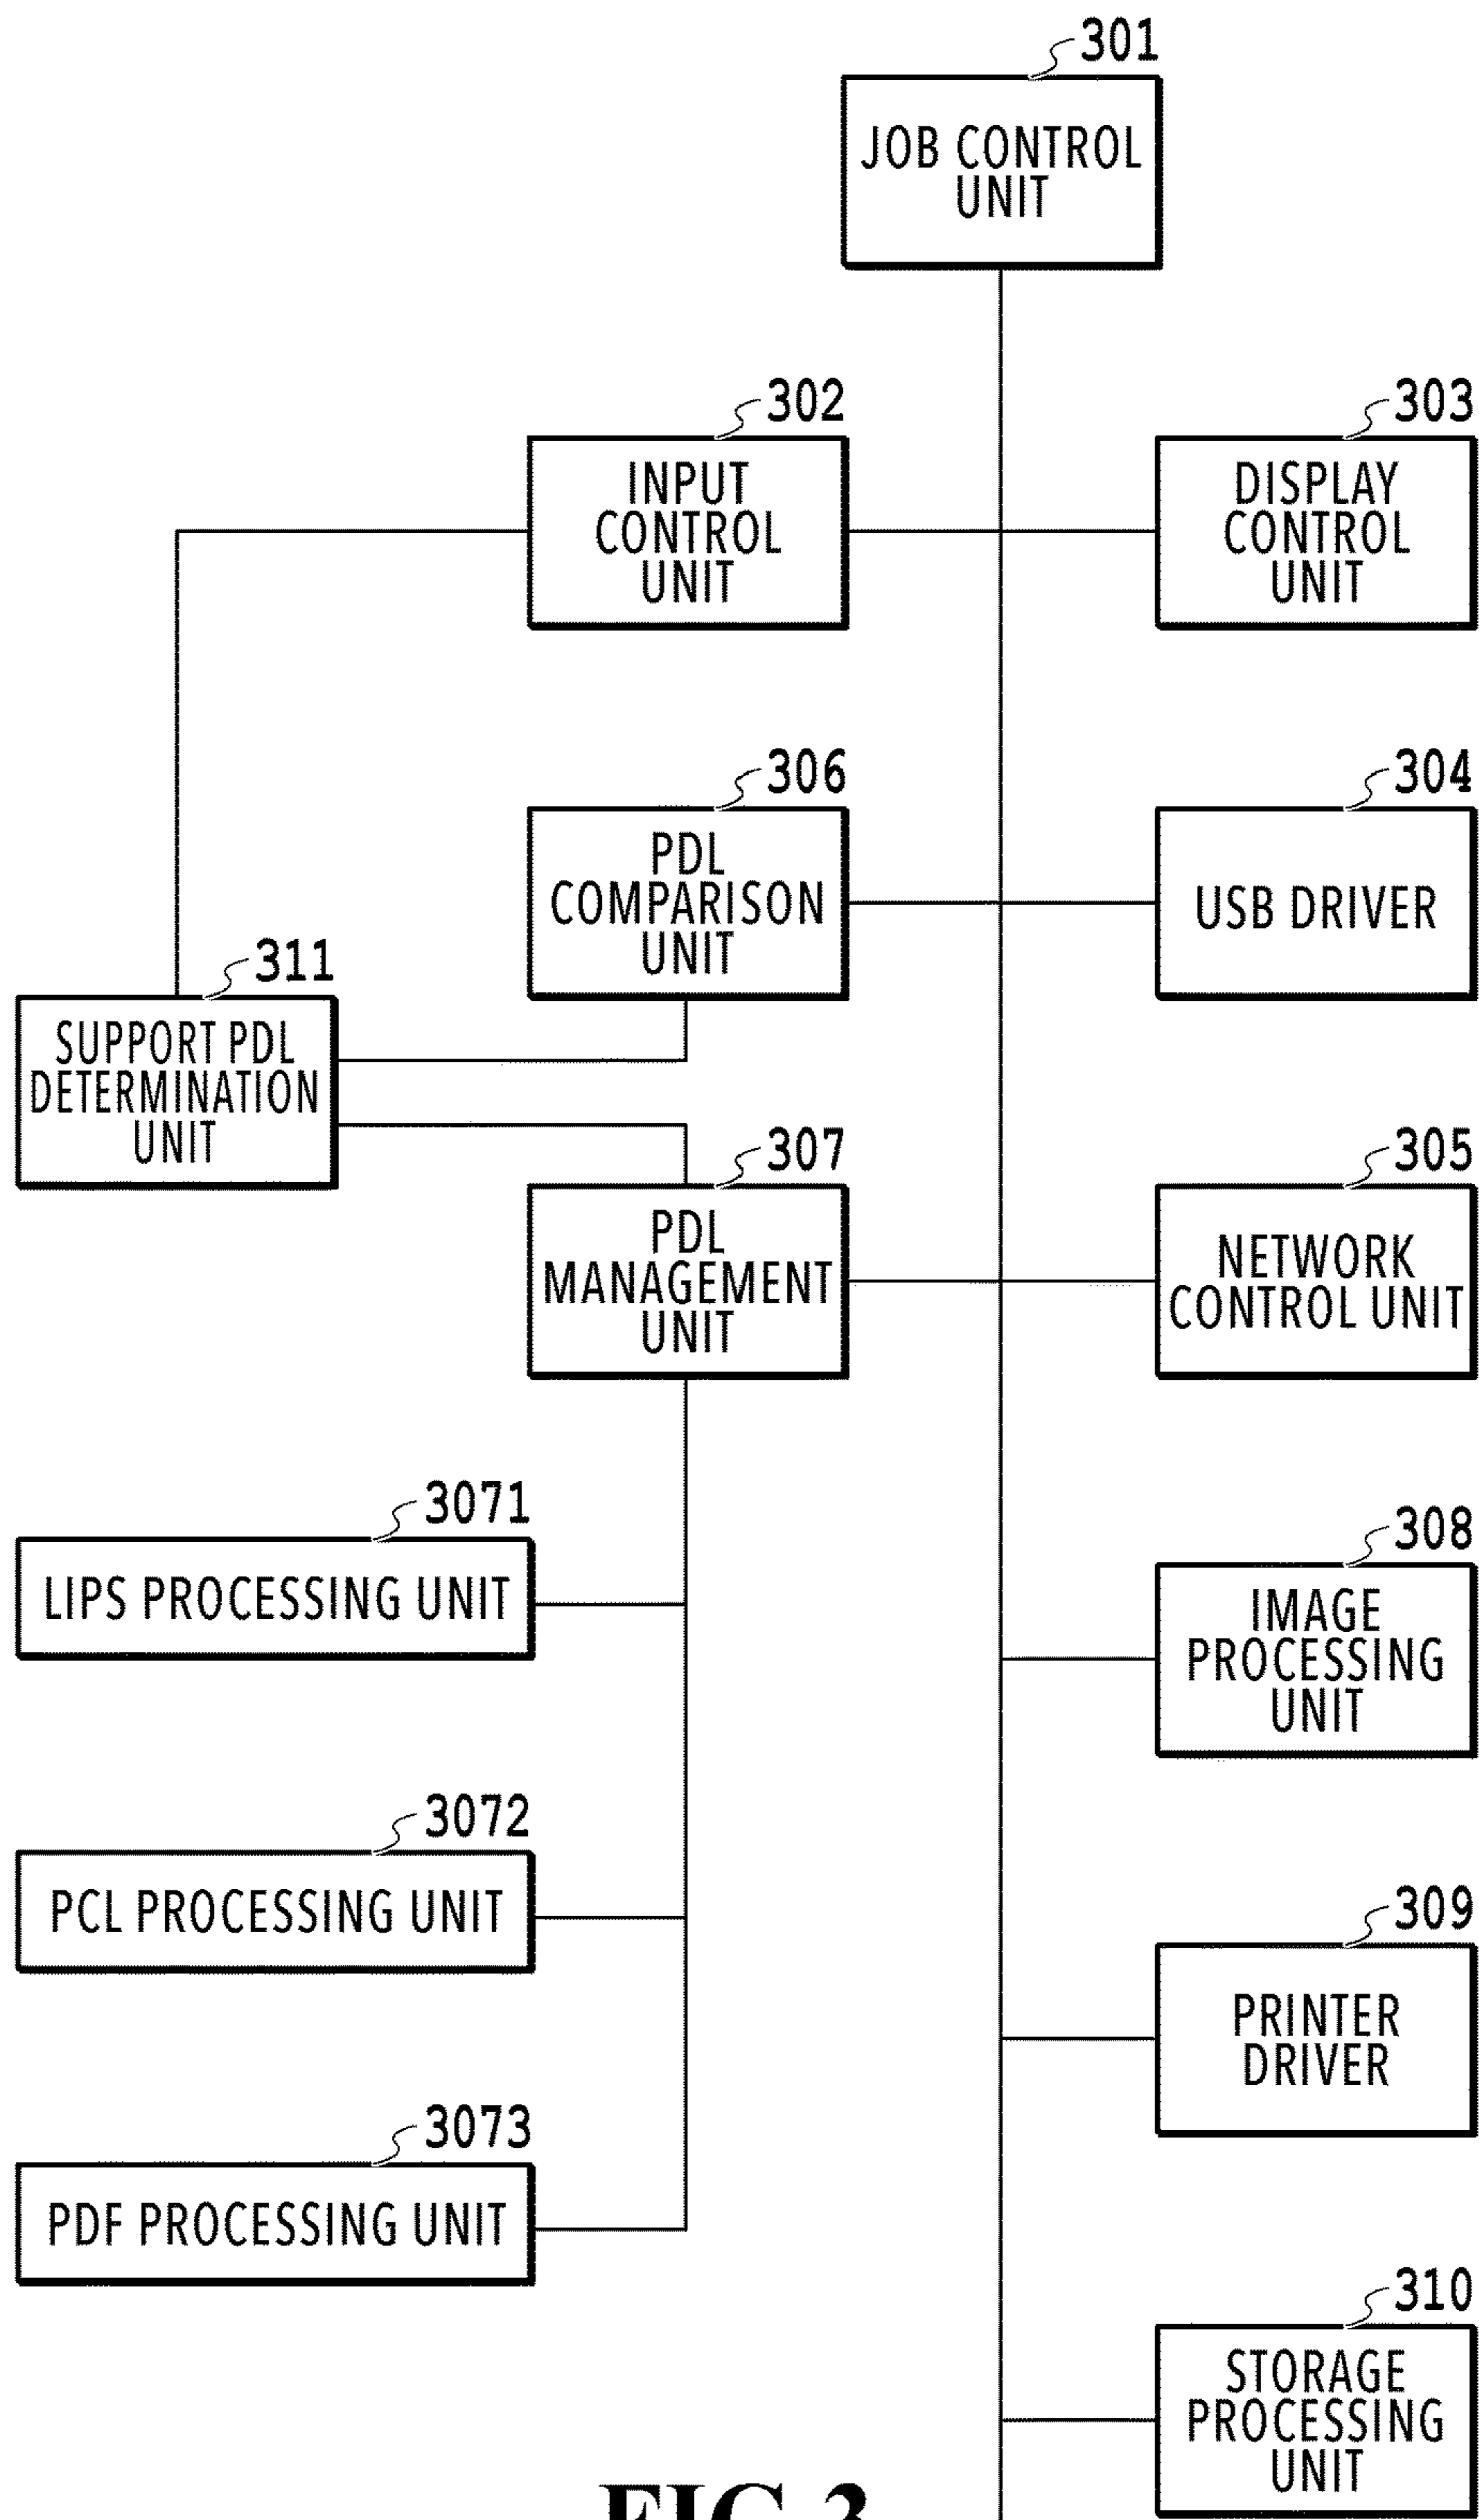 301
JOB CONTROL
UNIT
302
INPUT
CONTROL
UNIT
303
DISPLAY
CONTROL
UNIT
306
PDL
COMPARISON
UNIT
304
USB DRIVER
311
SUPPORT PDL
DETERMINATION
UNIT
307
PDL
MANAGEMENT
UNIT
305
NETWORK
CONTROL UNIT
3071
LIPS PROCESSING UNIT
308
IMAGE
PROCESSING
UNIT
3072
PCL PROCESSING UNIT
309
PRINTER
DRIVER
3073
PDF PROCESSING UNIT
310
STORAGE
PROCESSING
UNIT
FIG.3